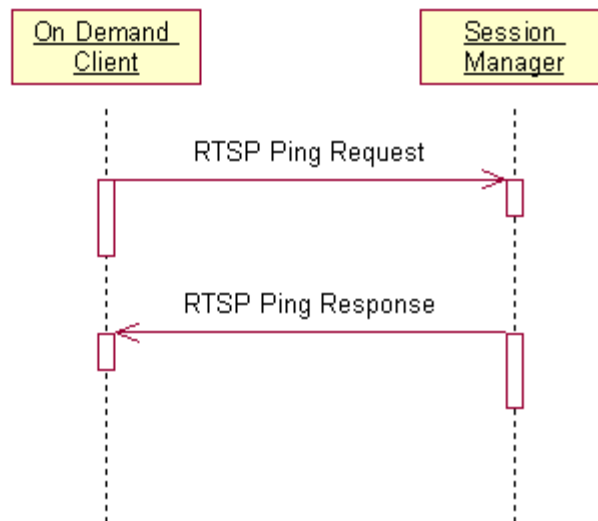 On Demand
Client
Session
Manager
RTSP Ping Request
RTSP Ping Response